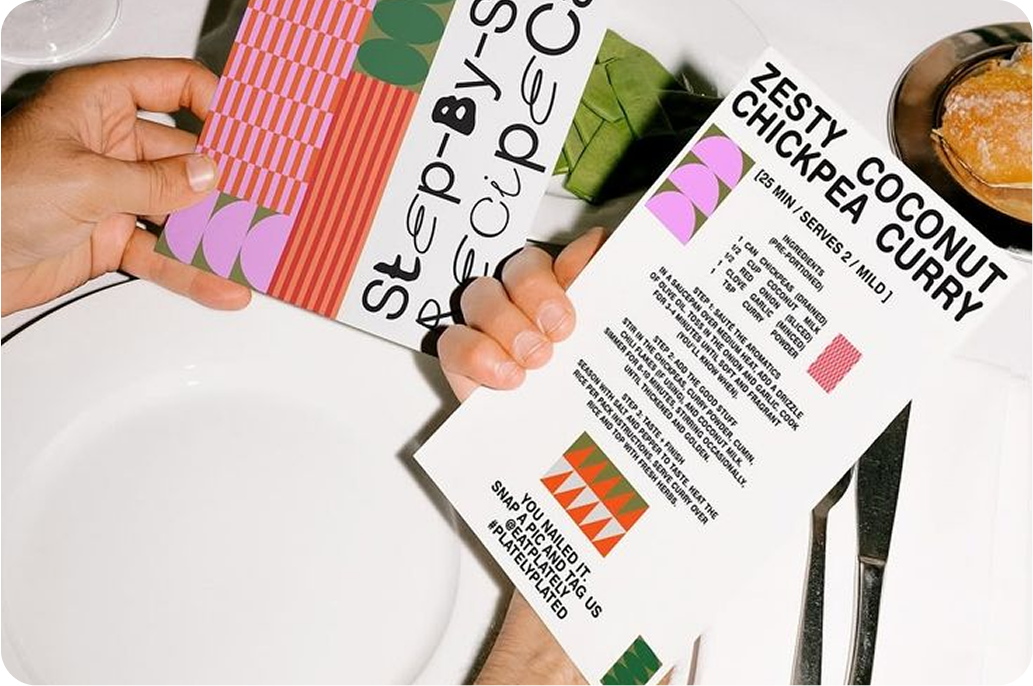 Step-By-S
RECipECa
ZESTY COCONUT
CHICKPEA CURRY
[25 MIN / SERVES 2 / MILD ]
INGREDIENTS
(PRE-PORTIONED)
1 CAN CHICKPEAS (DRAINED)
1/2 CUP COCONUT MILK
1/2 RED ONION (SLICED)
1 CLOVE GARLIC (MINCED)
1 TSP CURRY POWDER
STEP 1: SAUTE THE AROMATICS
IN A SAUCEPAN OVER MEDIUM HEAT, ADD A DRIZZLE
OF OLIVE OIL. TOSS IN THE ONION AND GARLIC. COOK
FOR 3-4 MINUTES UNTIL SOFT AND FRAGRANT
(YOU'LL KNOW WHEN).
STEP 2: ADD THE GOOD STUFF
STIR IN THE CHICKPEAS, CURRY POWDER, CUMIN,
CHILI FLAKES (IF USING), AND COCONUT MILK.
SIMMER FOR 8-10 MINUTES, STIRRING OCCASIONALLY,
UNTIL THICKENED AND GOLDEN.
STEP 3: TASTE + FINISH
SEASON WITH SALT AND PEPPER TO TASTE. HEAT THE
RICE PER PACK INSTRUCTIONS. SERVE CURRY OVER
RICE AND TOP WITH FRESH HERBS.
YOU NAILED IT.
SNAP A PIC AND TAG US
@EATPLATELY
#PLATELYPLATED